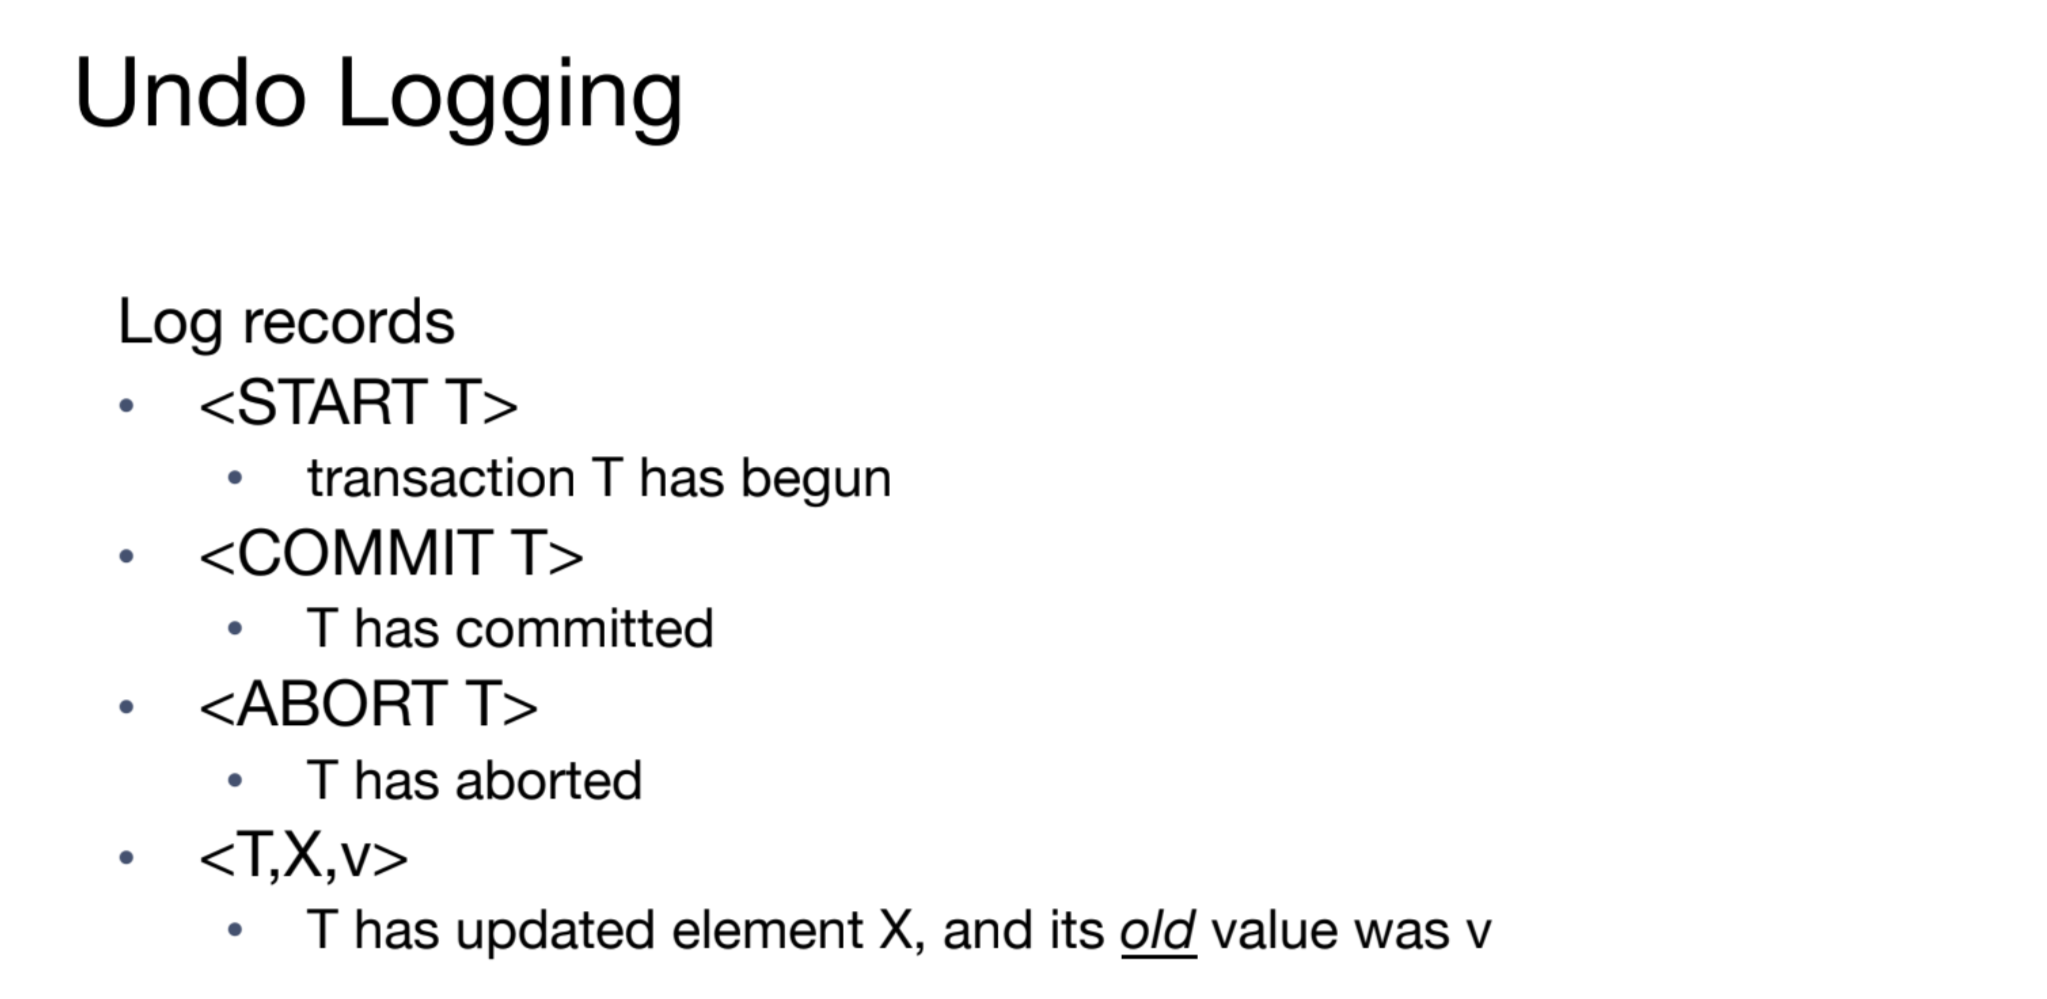 Undo Logging
Log records
• <START T>
• transaction T has begun
• <COMMIT T>
• T has committed
• <ABORT T>
• T has aborted
• <T,X,v>
• T has updated element X, and its old value was v